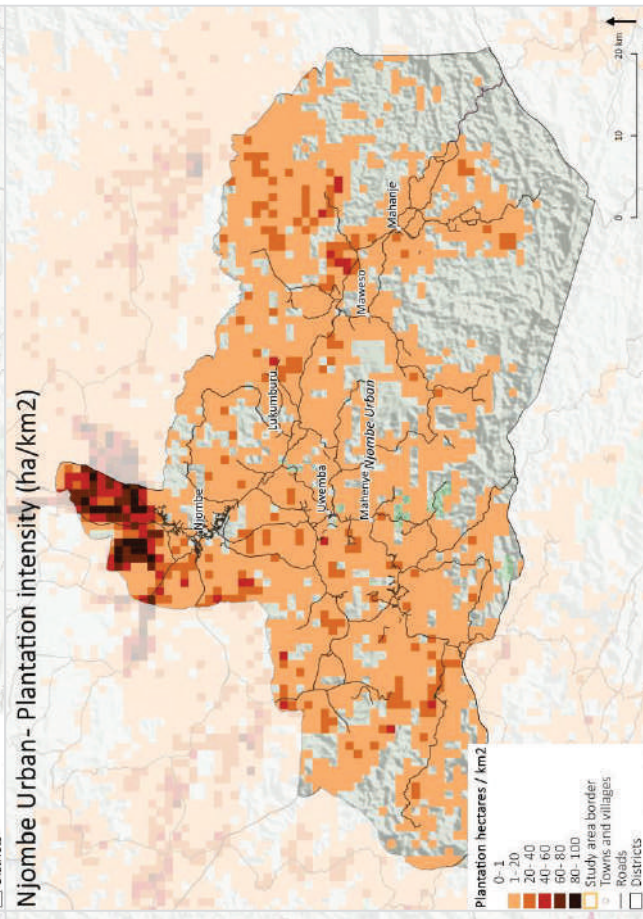 Njombe Urban- Plantation intensity (ha/km2)
Njombe
Lukumburu
Uwemba
Mahenye
Njombe Urban
Maweso
Mahanje
Plantation hectares / km2
0- 1
1- 20
20- 40
40- 60
60- 80
80- 100
Study area border
Towns and villages
Roads
Districts
0
10
20 km